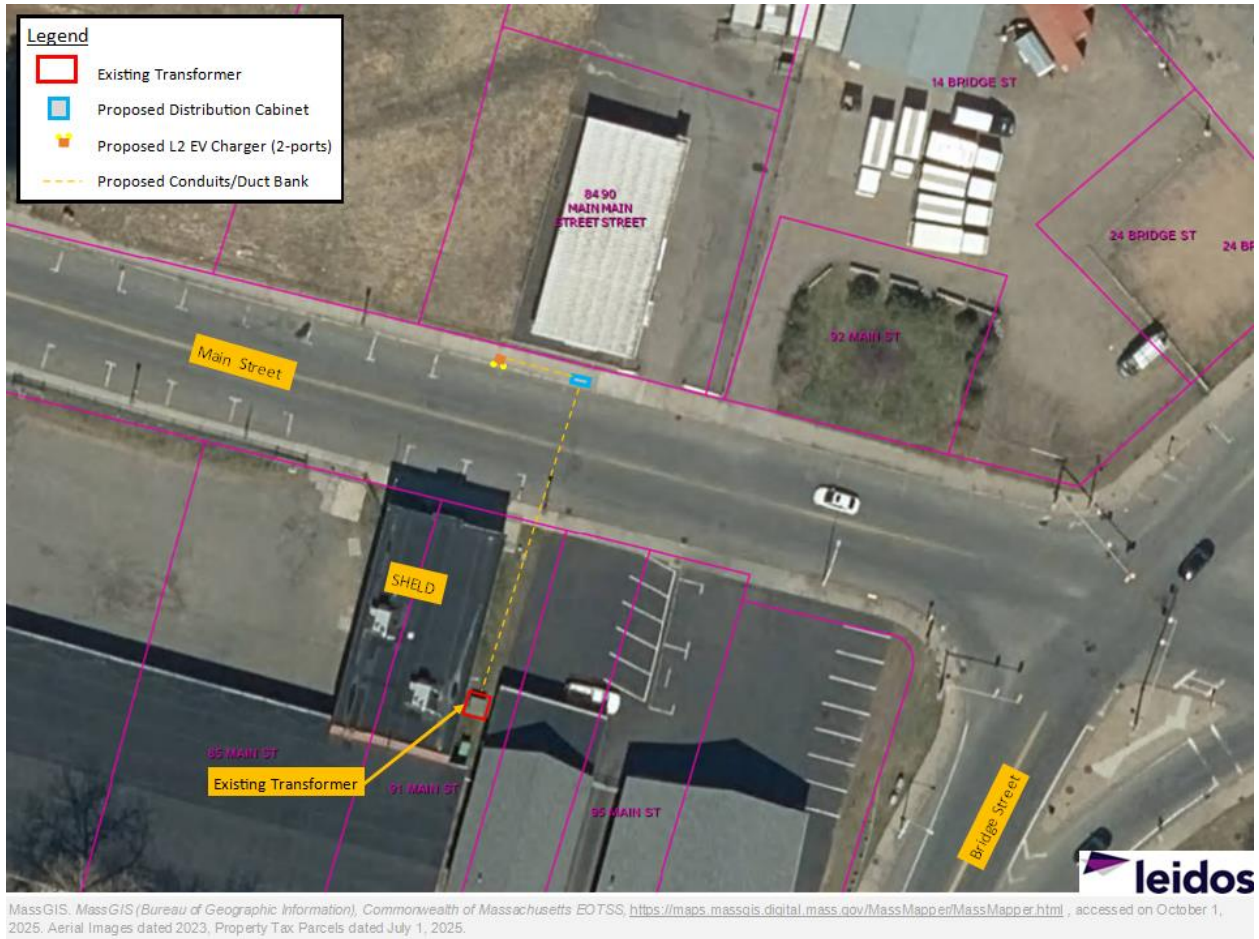 Legend
Existing Transformer
Proposed Distribution Cabinet
Proposed L2 EV Charger (2-ports)
Proposed Conduits/Duct Bank
14 BRIDGE ST
84 90
MAIN MAIN
STREET STREET
24 BRIDGE ST
24 BR
92 MAIN ST
Main Street
SHELD
85 MAIN ST
Existing Transformer
91 MAIN ST
95 MAIN ST
Bridge Street
leidos
MassGIS. MassGIS (Bureau of Geographic Information), Commonwealth of Massachusetts EOTSS, https://maps.massgis.digital.mass.gov/MassMapper/MassMapper.html , accessed on October 1,
2025. Aerial Images dated 2023, Property Tax Parcels dated July 1, 2025.